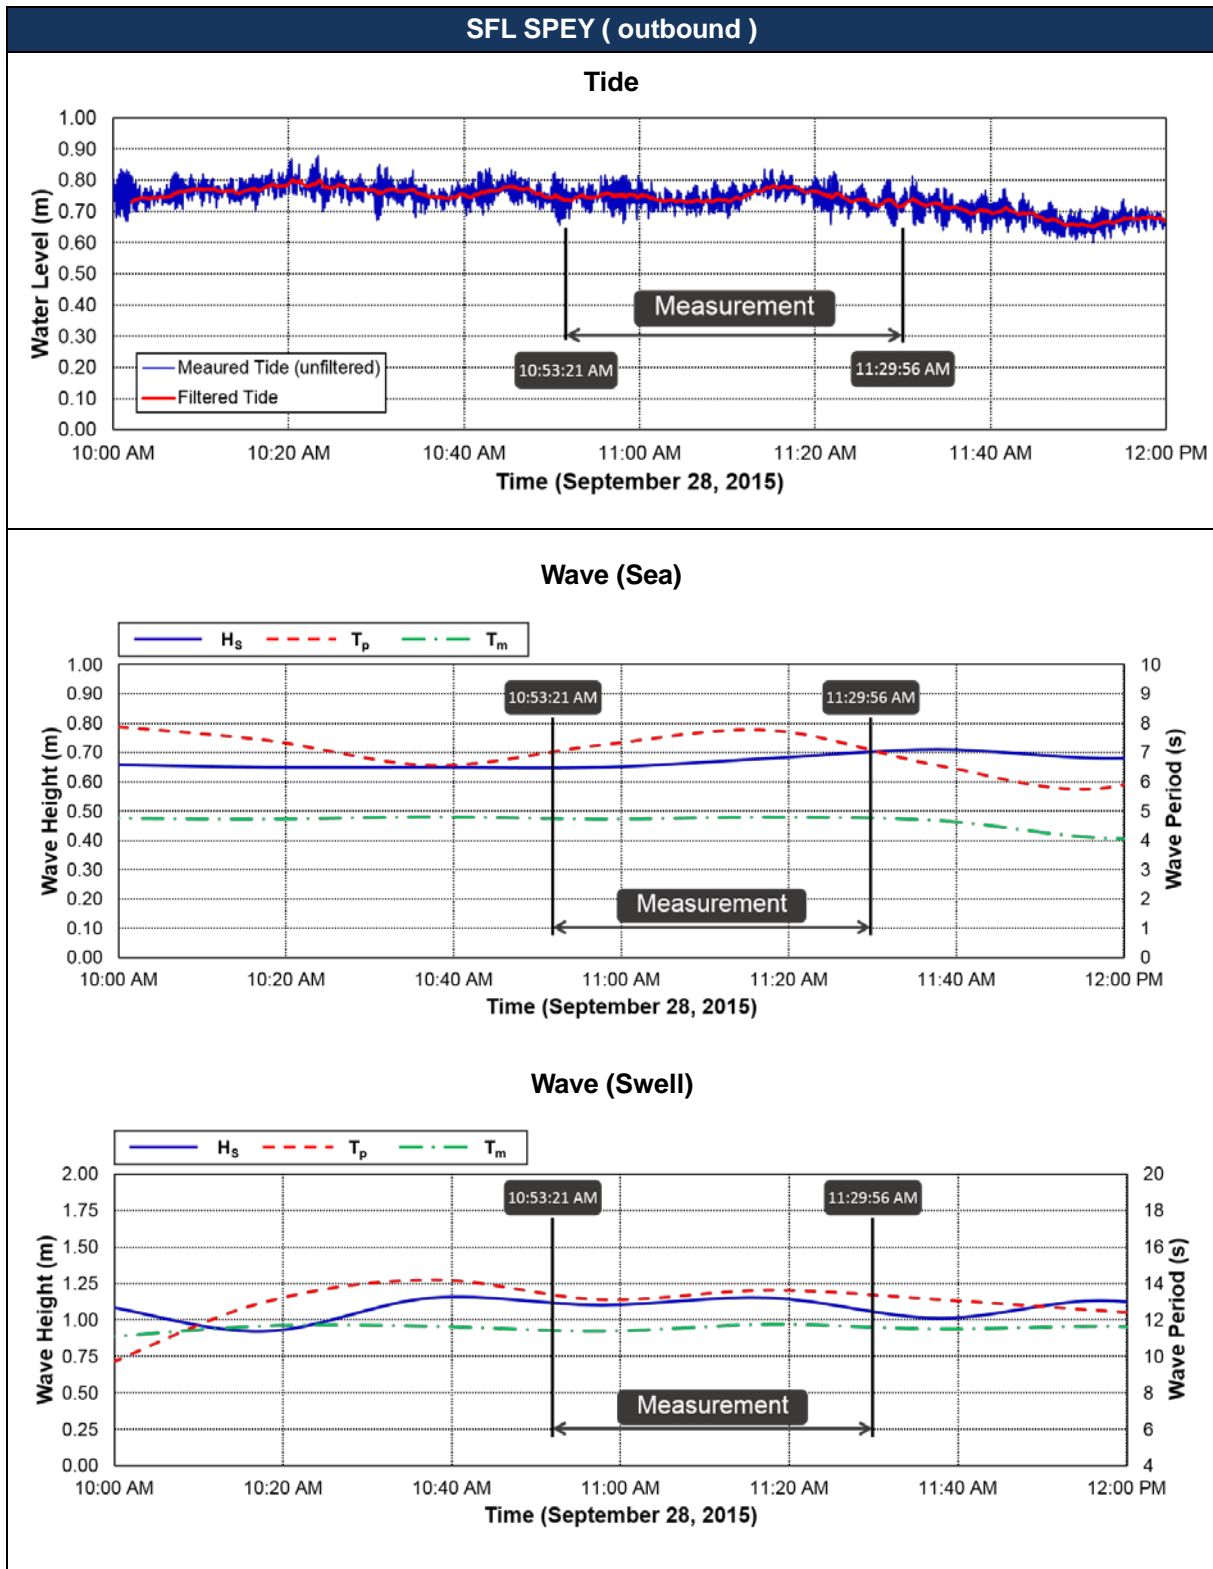 SFL SPEY ( outbound )
Tide
1.00
0.90
0.80
0.70
0.60
0.50
0.40
0.30
0.20
0.10
0.00
Water Level (m)
Measurement
10:53:21 AM
11:29:56 AM
Meaured Tide (unfiltered)
Filtered Tide
10:00 AM 10:20 AM 10:40 AM 11:00 AM 11:20 AM 11:40 AM 12:00 PM
Time (September 28, 2015)
Wave (Sea)
HS Tp Tm
1.00
0.90
0.80
0.70
0.60
0.50
0.40
0.30
0.20
0.10
0.00
Wave Height (m)
10:53:21 AM
11:29:56 AM
Measurement
10
9
8
7
6
5
4
3
2
1
0
Wave Period (s)
10:00 AM 10:20 AM 10:40 AM 11:00 AM 11:20 AM 11:40 AM 12:00 PM
Time (September 28, 2015)
Wave (Swell)
HS Tp Tm
2.00
1.75
1.50
1.25
1.00
0.75
0.50
0.25
0.00
Wave Height (m)
10:53:21 AM
11:29:56 AM
Measurement
20
18
16
14
12
10
8
6
4
Wave Period (s)
10:00 AM 10:20 AM 10:40 AM 11:00 AM 11:20 AM 11:40 AM 12:00 PM
Time (September 28, 2015)